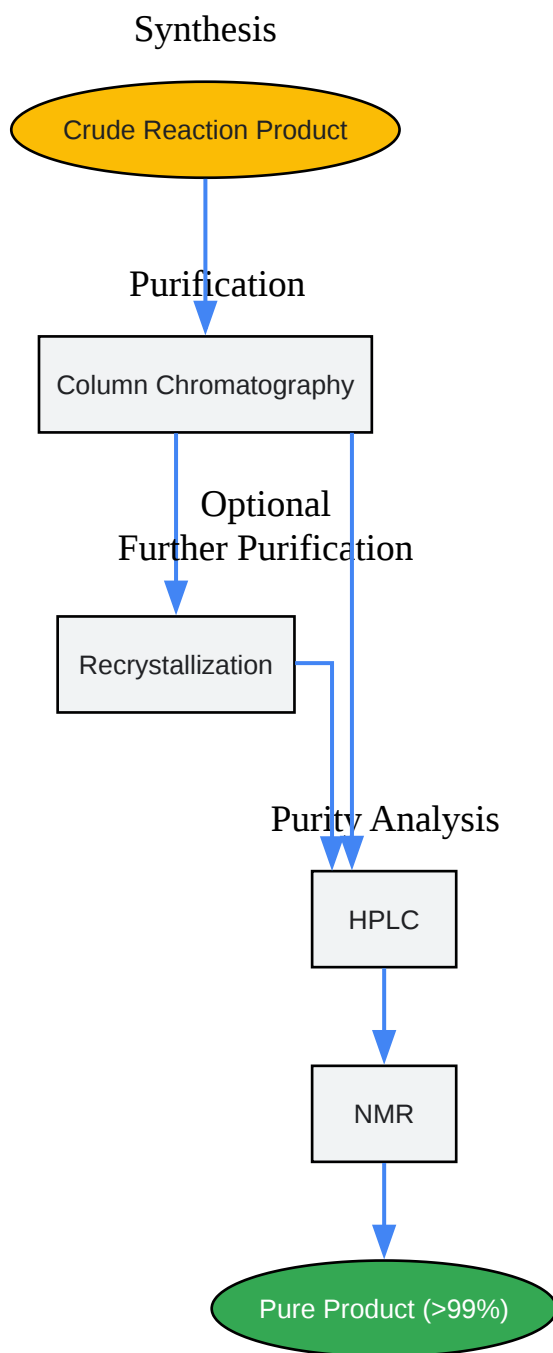 Synthesis
Crude Reaction Product
Purification
Column Chromatography
Optional
Further Purification
Recrystallization
Purity Analysis
HPLC
NMR
Pure Product (>99%)